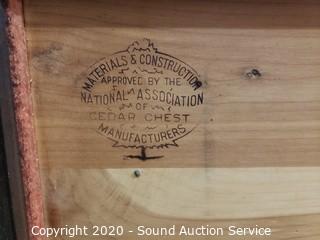 MATERIALS & CONSTRUCTION
APPROVED BY THE
NATIONAL ASSOCIATION
OF
CEDAR CHEST
MANUFACTURERS
Copyright 2020 - Sound Auction Service